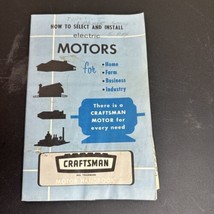 HOW TO SELECT AND INSTALL
electric
MOTORS
for
• Home
• Farm
• Business
• Industry
There is a
CRAFTSMAN
MOTOR for
every need
CRAFTSMAN